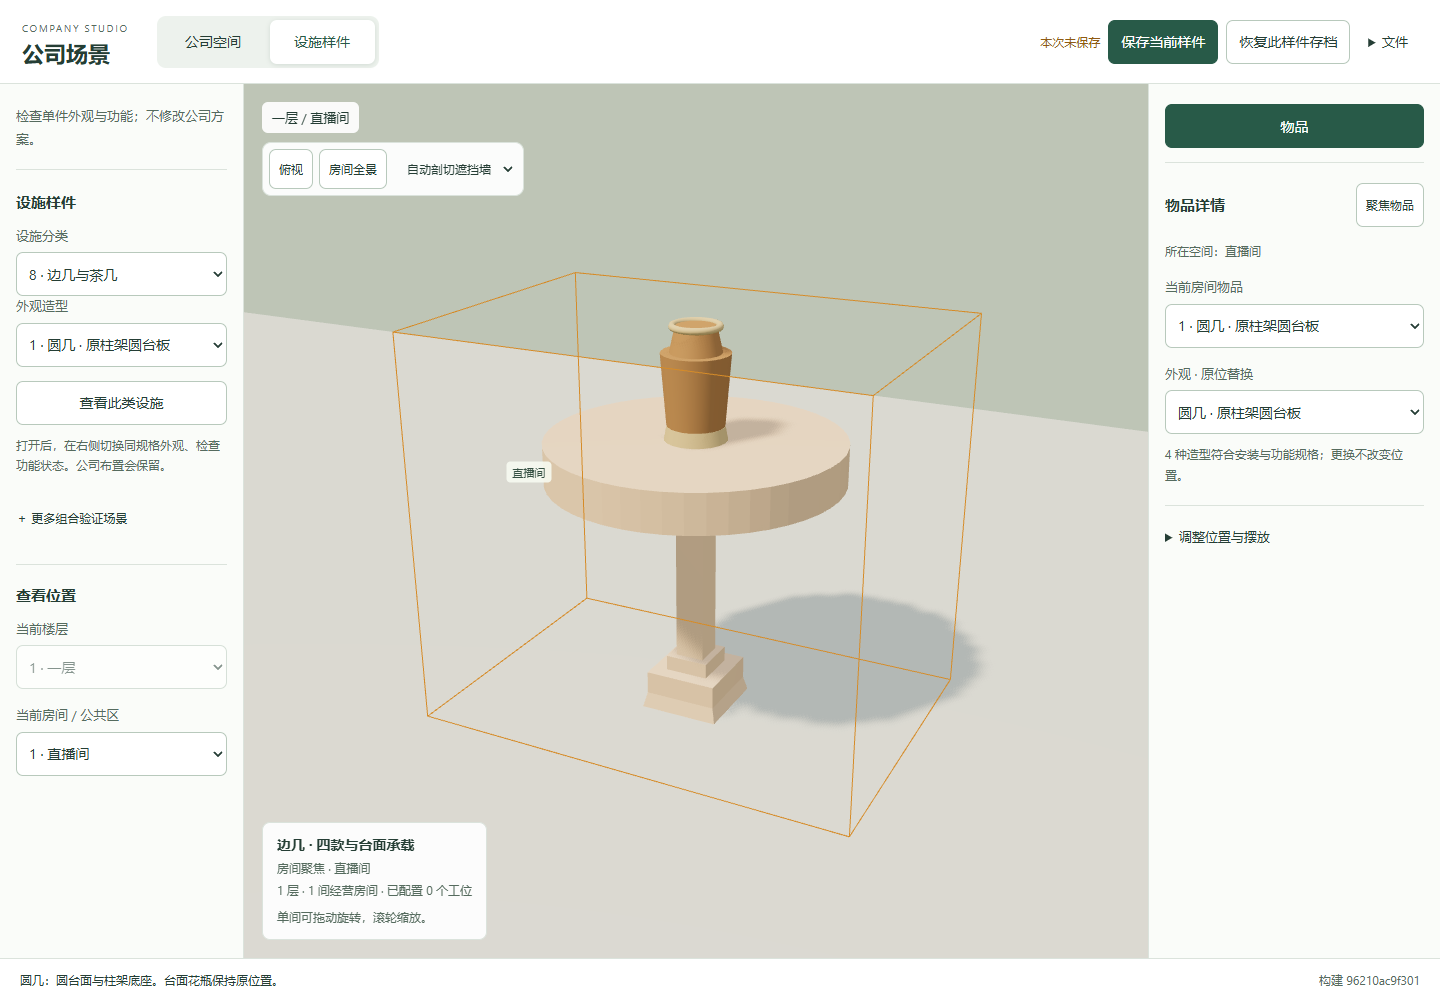 COMPANY STUDIO
公司场景
公司空间
设施样件
本次未保存
保存当前样件
恢复此样件存档
▶ 文件
检查单件外观与功能；不修改公司方
案。
设施样件
设施分类
8 · 边几与茶几
外观造型
1 · 圆几 · 原柱架圆台板
查看此类设施
打开后，在右侧切换同规格外观、检查
功能状态。公司布置会保留。
+ 更多组合验证场景
查看位置
当前楼层
1 · 一层
当前房间 / 公共区
1 · 直播间
一层 / 直播间
俯视
房间全景
自动剖切遮挡墙
直播间
边几 · 四款与台面承载
房间聚焦 · 直播间
1 层 · 1 间经营房间 · 已配置 0 个工位
单间可拖动旋转，滚轮缩放。
物品
物品详情
聚焦物品
所在空间：直播间
当前房间物品
1 · 圆几 · 原柱架圆台板
外观 · 原位替换
圆几 · 原柱架圆台板
4 种造型符合安装与功能规格；更换不改变位
置。
▶ 调整位置与摆放
圆几：圆台面与柱架底座。台面花瓶保持原位置。
构建 96210ac9f301